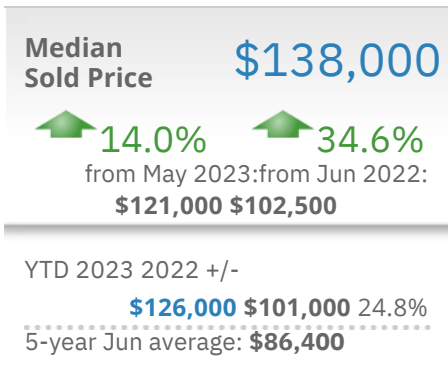 Median
Sold Price
$138,000
14.0% 34.6%
from May 2023:from Jun 2022:
$121,000 $102,500
YTD 2023 2022 +/-
$126,000 $101,000 24.8%
5-year Jun average: $86,400